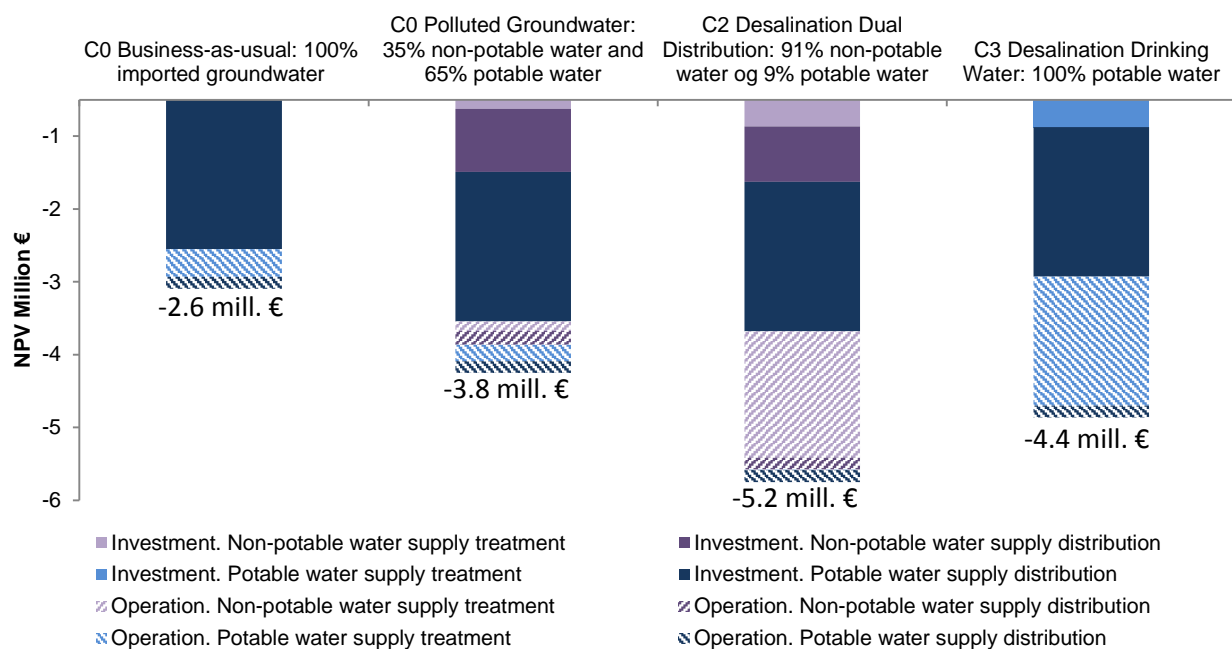 C0 Business-as-usual: 100%
imported groundwater
C0 Polluted Groundwater:
35% non-potable water and
65% potable water
C2 Desalination Dual
Distribution: 91% non-potable
water og 9% potable water
C3 Desalination Drinking
Water: 100% potable water
NPV Million €
-1
-2
-3
-4
-5
-6
-2.6 mill. €
-3.8 mill. €
-5.2 mill. €
-4.4 mill. €
Investment. Non-potable water supply treatment
Investment. Non-potable water supply distribution
Investment. Potable water supply treatment
Investment. Potable water supply distribution
Operation. Non-potable water supply treatment
Operation. Non-potable water supply distribution
Operation. Potable water supply treatment
Operation. Potable water supply distribution